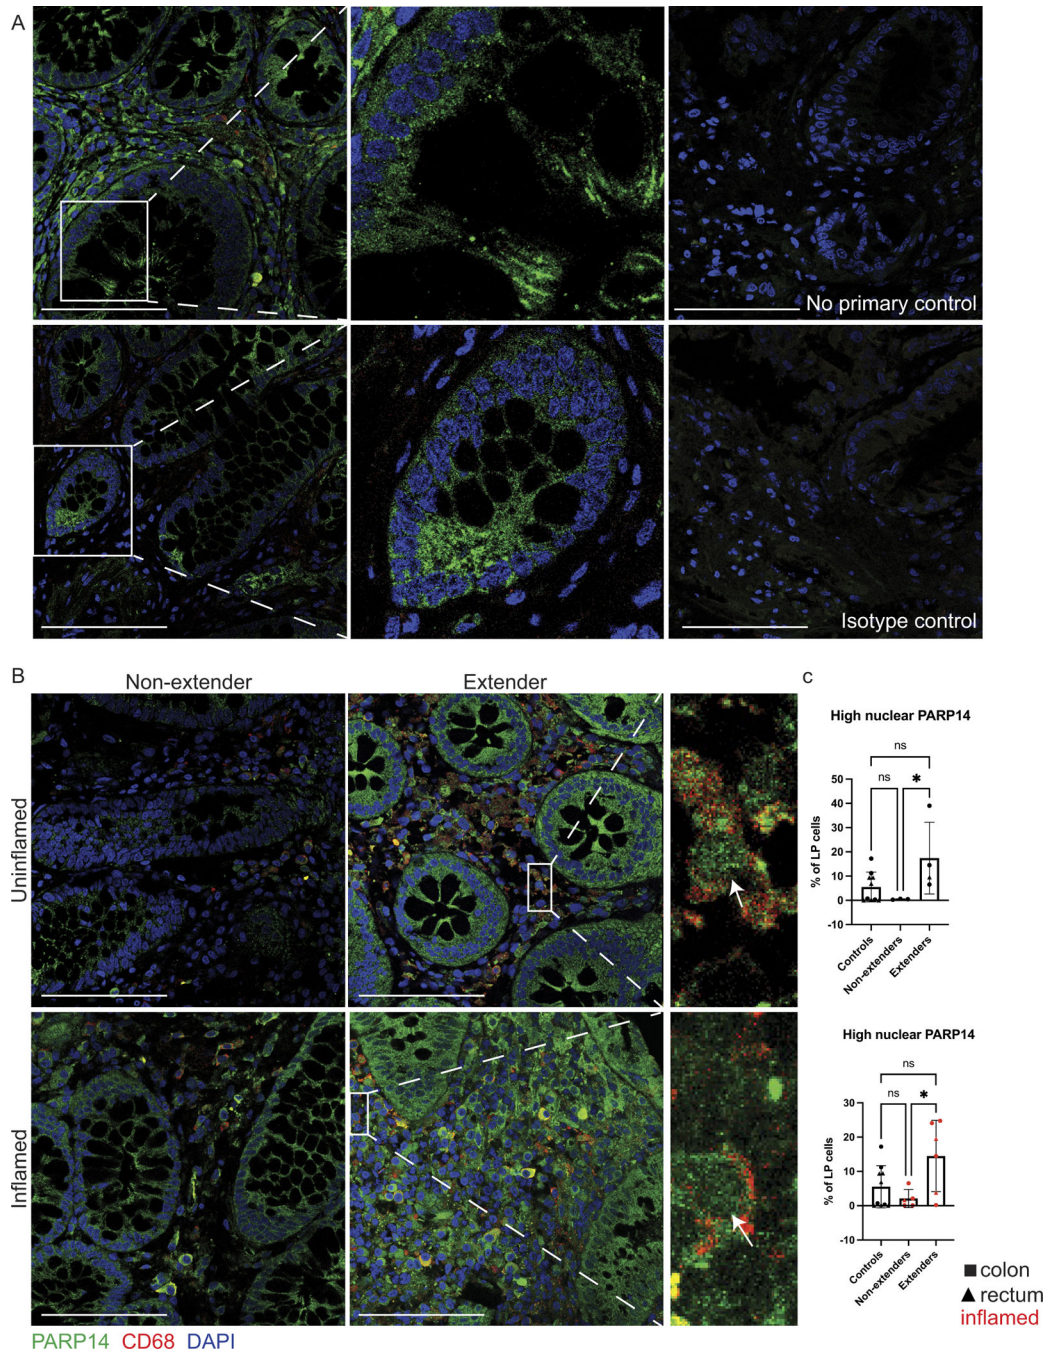 A
No primary control
Isotype control
B
Non-extender
Extender
Uninflamed
Inflamed
PARP14 CD68 DAPI
c
High nuclear PARP14
ns
ns
*
% of LP cells
50
40
30
20
10
0
-10
Controls
Non-extenders
Extenders
High nuclear PARP14
ns
ns
*
% of LP cells
30
20
10
0
-10
Controls
Non-extenders
Extenders
colon
rectum
inflamed